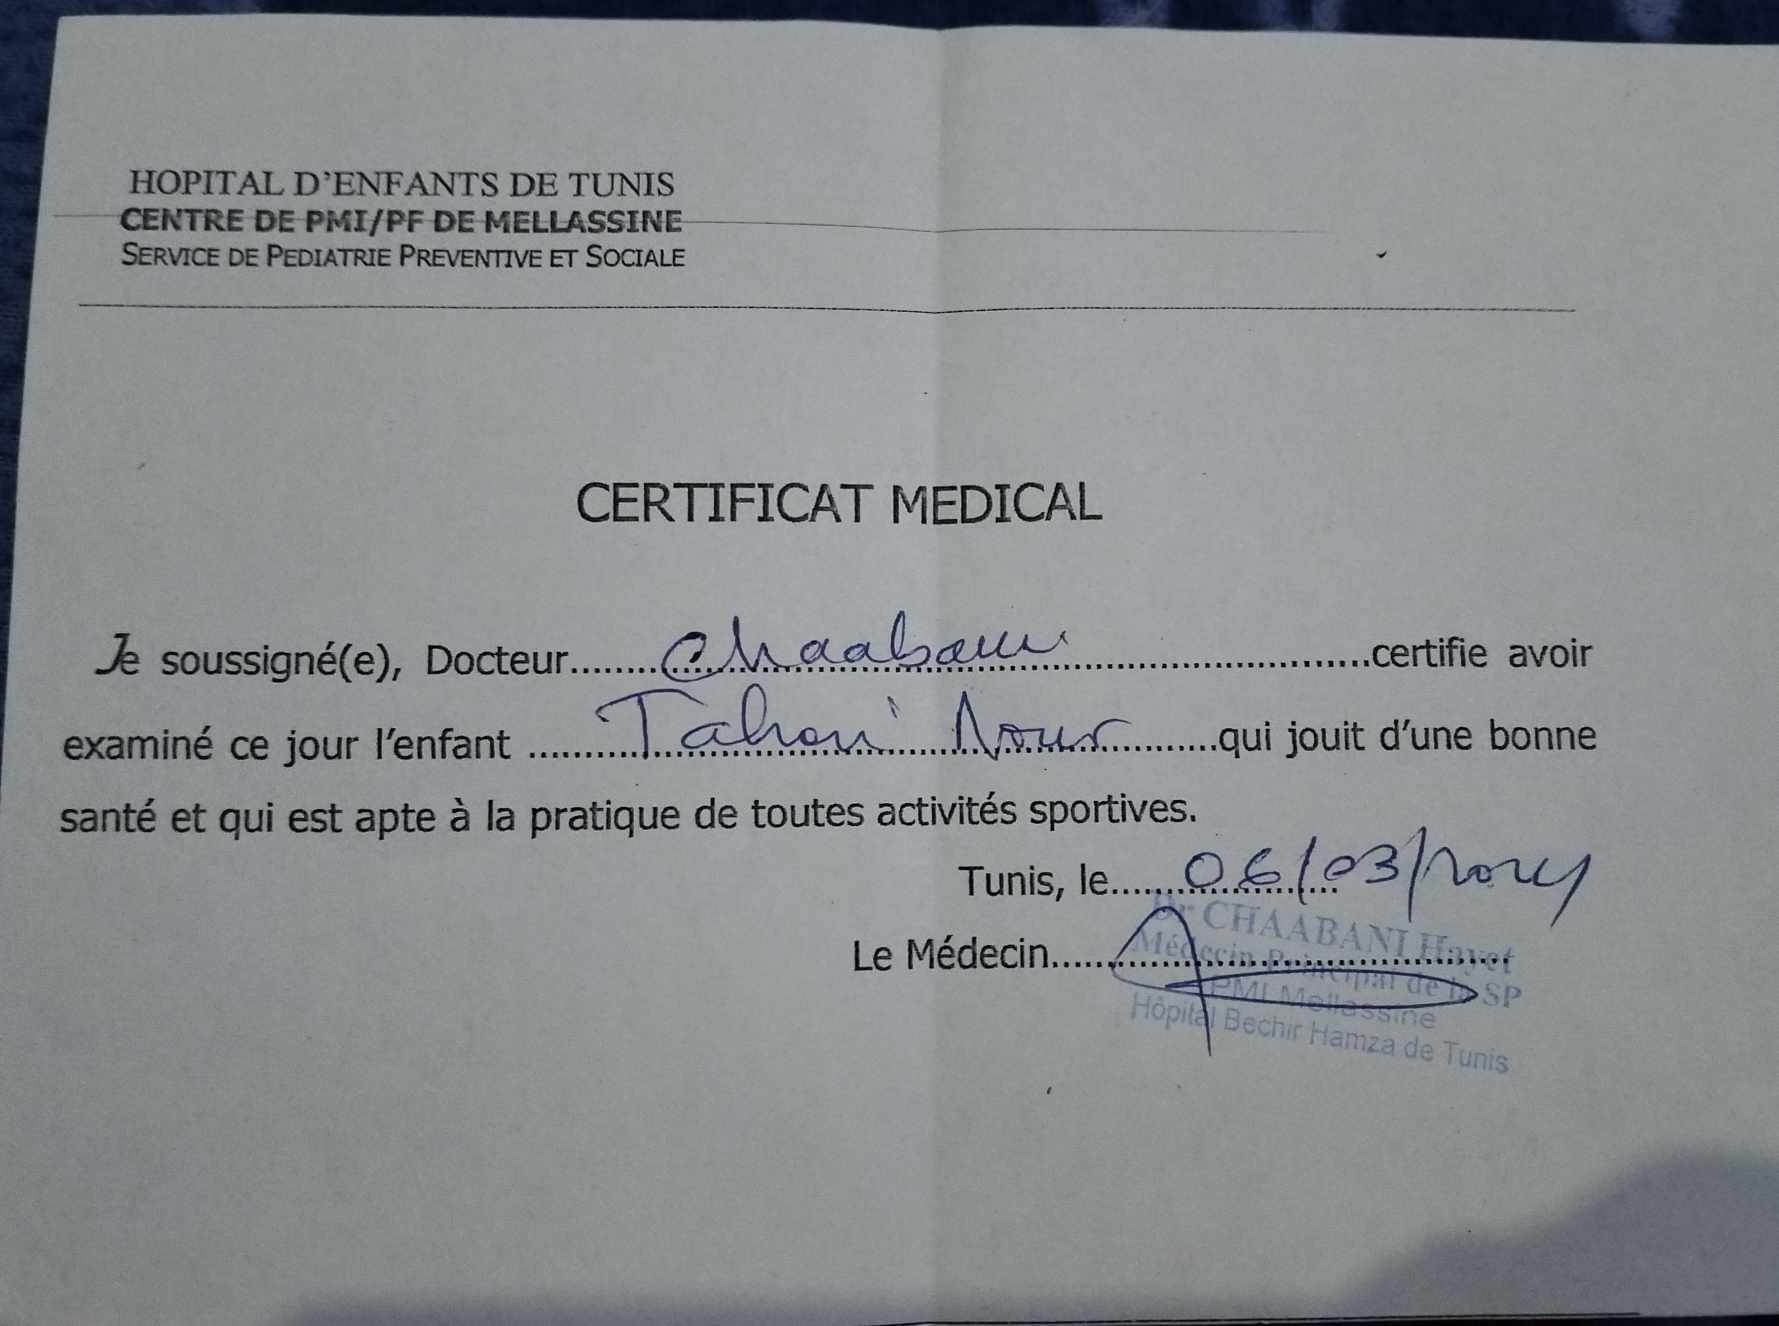 HOPITAL D'ENFANTS DE TUNIS
CENTRE DE PMI/PF DE MELLASSINE
SERVICE DE PEDIATRIE PREVENTIVE ET SOCIALE
CERTIFICAT MEDICAL
Je soussigné(e), Docteur........Chaabani........certifie avoir
examiné ce jour l'enfant ........Tahari Nour........qui jouit d'une bonne
santé et qui est apte à la pratique de toutes activités sportives.
Tunis, le........06/03/2024
Le Médecin........
Dr CHAABANI Hayet
Médecin Principal de la SP
PMI Mellassine
Hôpital Bechir Hamza de Tunis